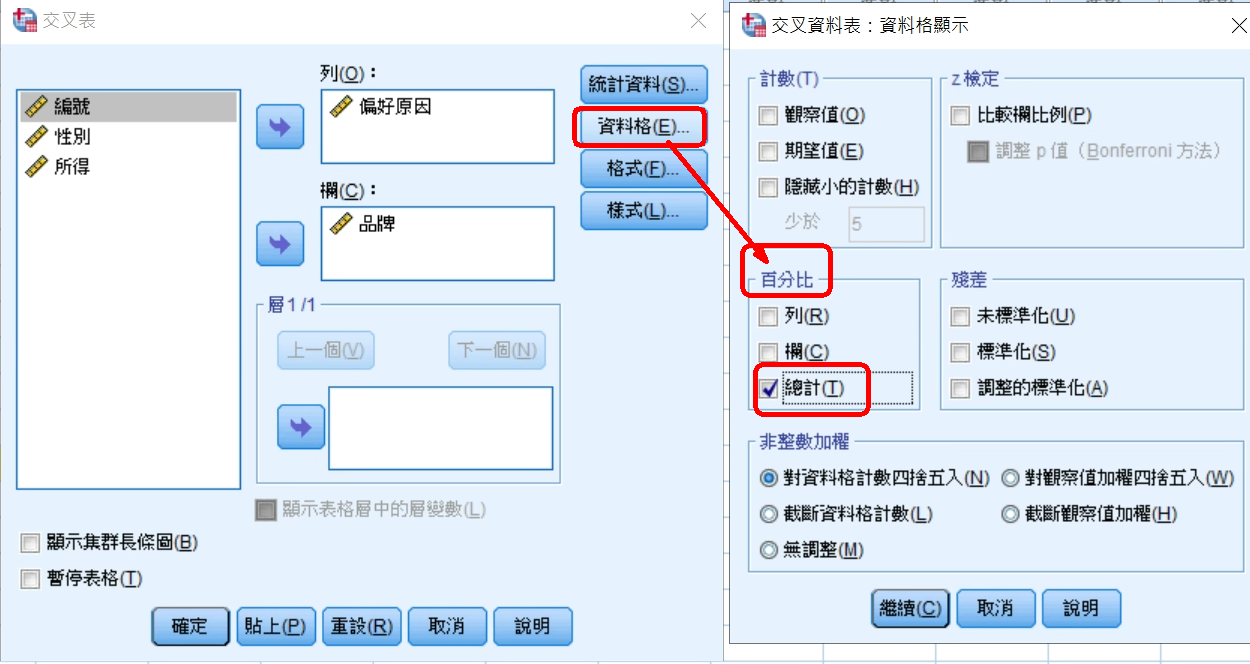 交叉表
列(O)：
編號
性別
所得
偏好原因
欄(C)：
品牌
層 1 /1
上一個(V)
下一個(N)
顯示表格層中的層變數(L)
顯示集群長條圖(B)
暫停表格(T)
統計資料(S)...
資料格(E)...
格式(F)...
樣式(L)...
確定
貼上(P)
重設(R)
取消
說明
交叉資料表：資料格顯示
計數(T)
觀察值(O)
期望值(E)
隱藏小的計數(H)
少於 5
z 檢定
比較欄比例(P)
調整 p 值（Bonferroni 方法）
百分比
列(R)
欄(C)
總計(T)
殘差
未標準化(U)
標準化(S)
調整的標準化(A)
非整數加權
對資料格計數四捨五入(N) 對觀察值加權四捨五入(W)
截斷資料格計數(L) 截斷觀察值加權(H)
無調整(M)
繼續(C)
取消
說明